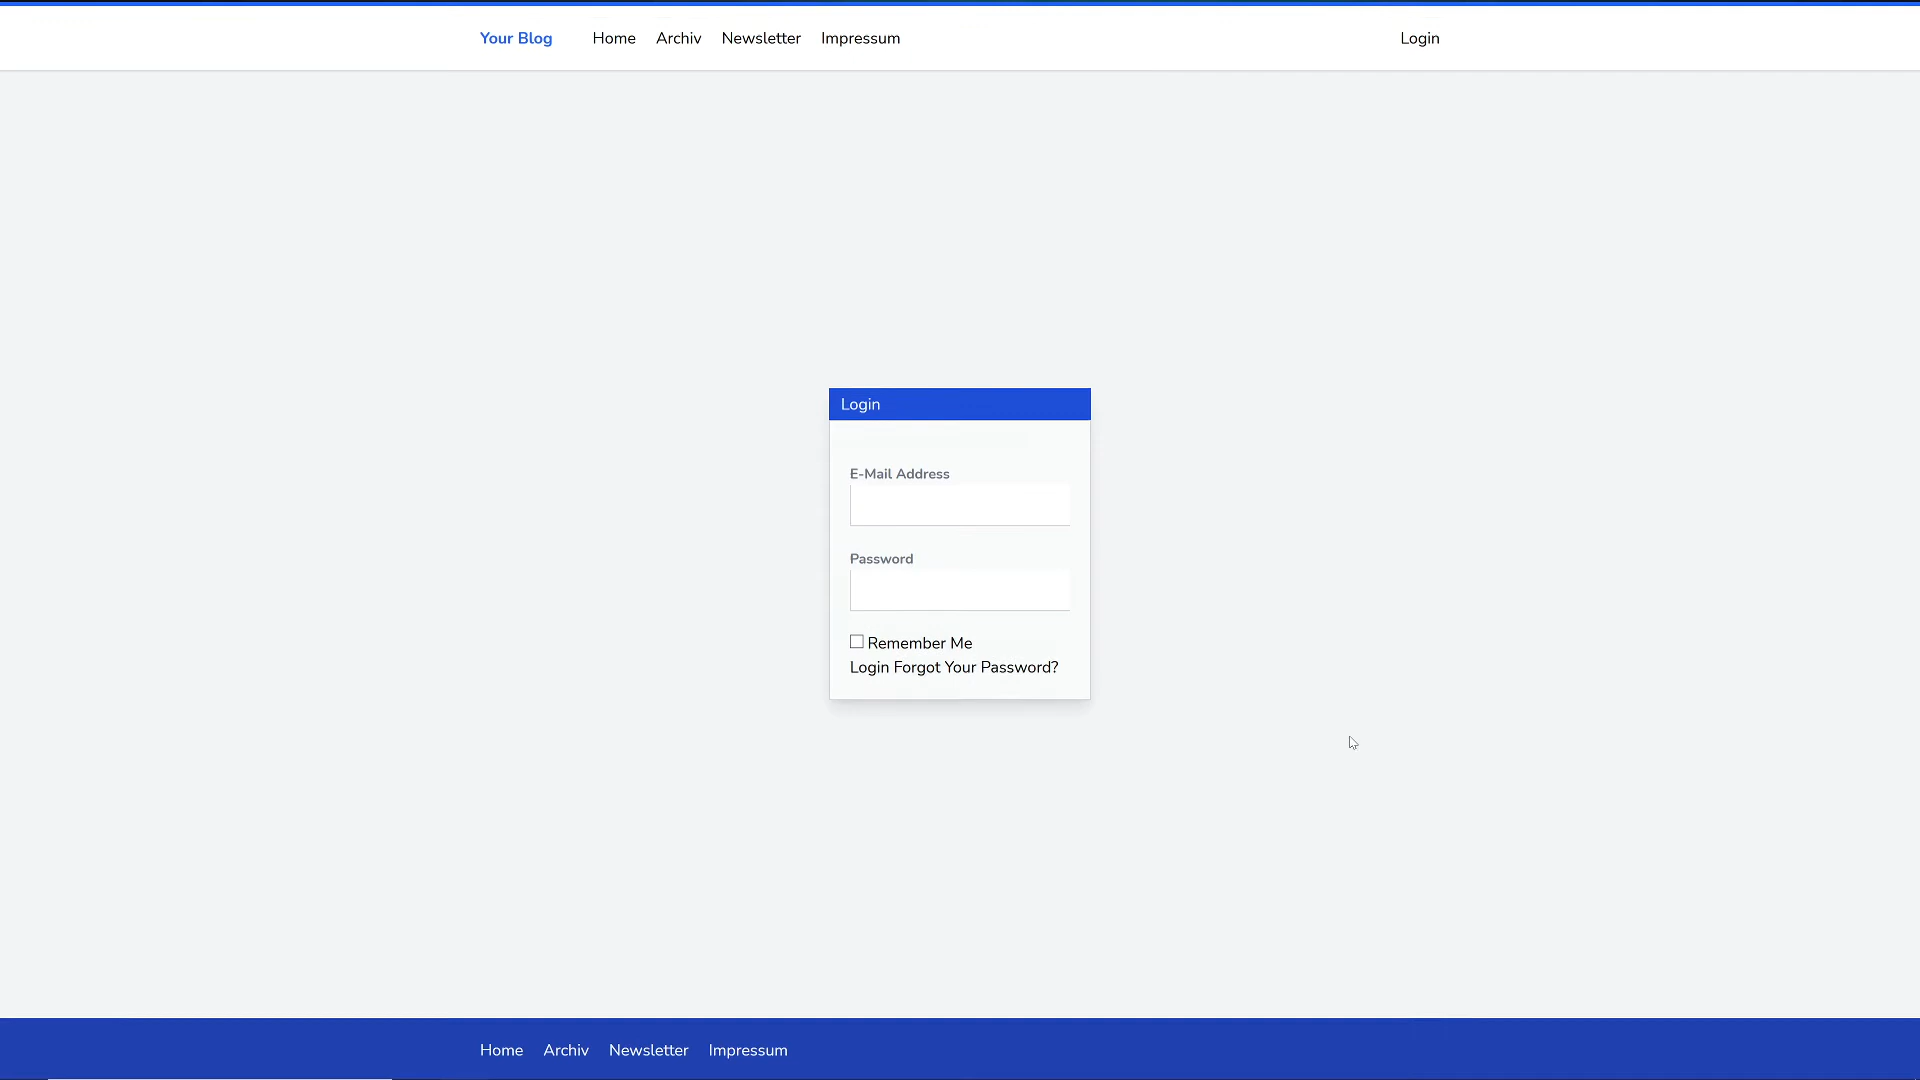 Your Blog Home Archiv Newsletter Impressum Login
Login
E-Mail Address
Password
Remember Me
Login Forgot Your Password?
Home Archiv Newsletter Impressum